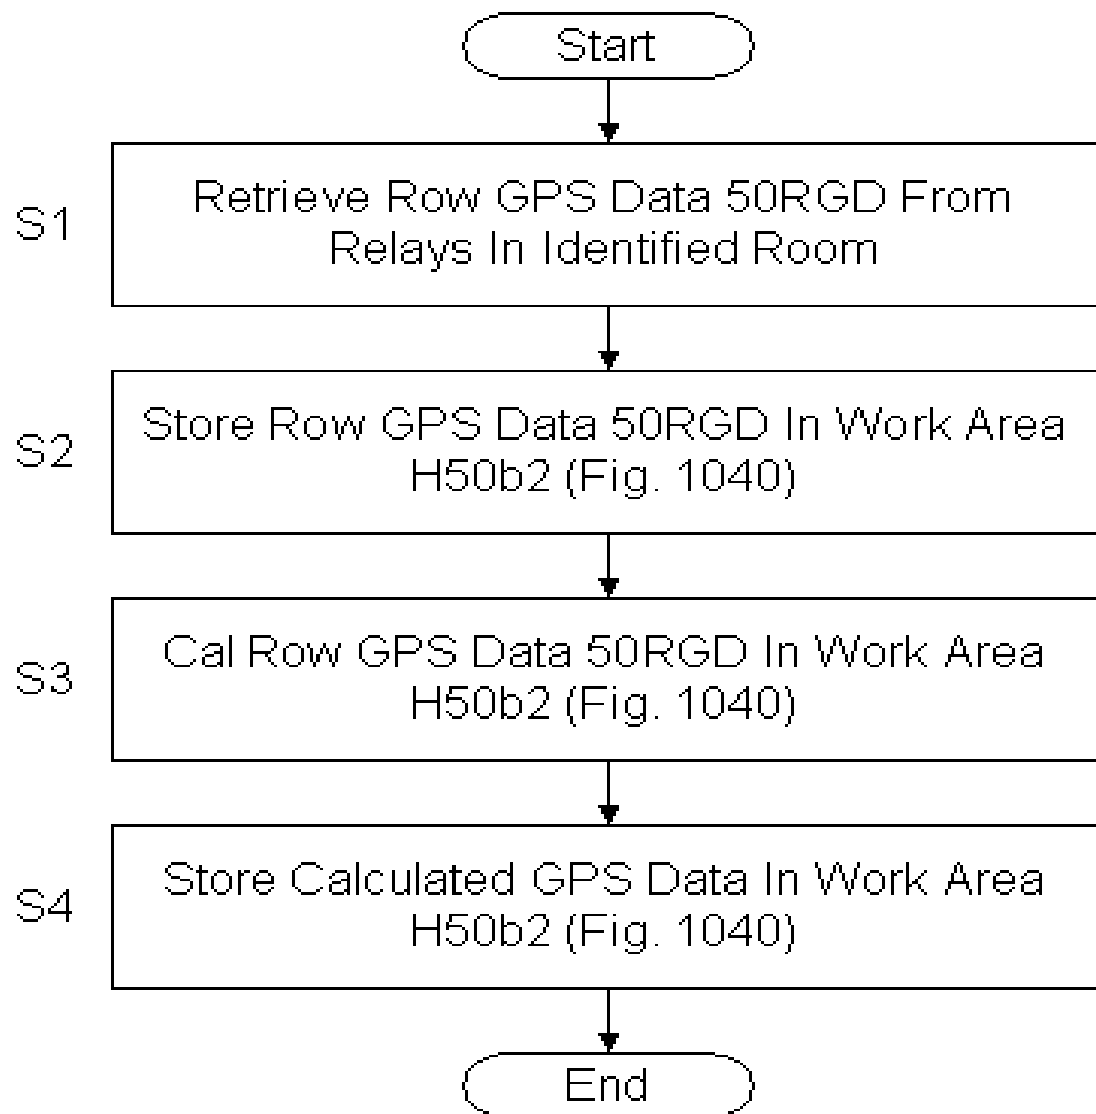 Start
S1
Retrieve Row GPS Data 50RGD From
Relays In Identified Room
S2
Store Row GPS Data 50RGD In Work Area
H50b2 (Fig. 1040)
S3
Cal Row GPS Data 50RGD In Work Area
H50b2 (Fig. 1040)
S4
Store Calculated GPS Data In Work Area
H50b2 (Fig. 1040)
End